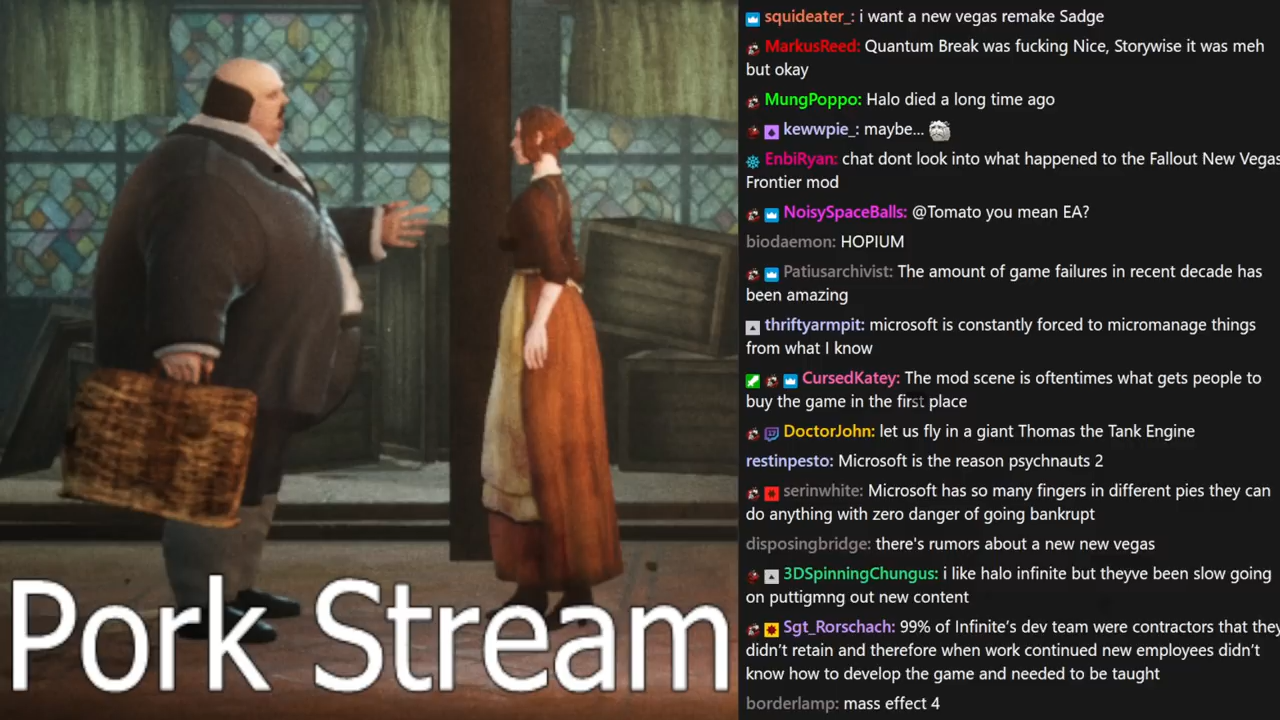 squideater_: i want a new vegas remake Sadge
MarkusReed: Quantum Break was fucking Nice, Storywise it was meh
but okay
MungPoppo: Halo died a long time ago
kewwpie_: maybe...
EnbiRyan: chat dont look into what happened to the Fallout New Vegas
Frontier mod
NoisySpaceBalls: @Tomato you mean EA?
biodaemon: HOPIUM
Patiusarchivist: The amount of game failures in recent decade has
been amazing
thriftyarmpit: microsoft is constantly forced to micromanage things
from what I know
CursedKatey: The mod scene is oftentimes what gets people to
buy the game in the first place
DoctorJohn: let us fly in a giant Thomas the Tank Engine
restinpesto: Microsoft is the reason psychnauts 2
serinwhite: Microsoft has so many fingers in different pies they can
do anything with zero danger of going bankrupt
disposingbridge: there's rumors about a new new vegas
3DSpinningChungus: i like halo infinite but theyve been slow going
on puttigmng out new content
Sgt_Rorschach: 99% of Infinite’s dev team were contractors that they
didn’t retain and therefore when work continued new employees didn’t
know how to develop the game and needed to be taught
borderlamp: mass effect 4
Pork Stream